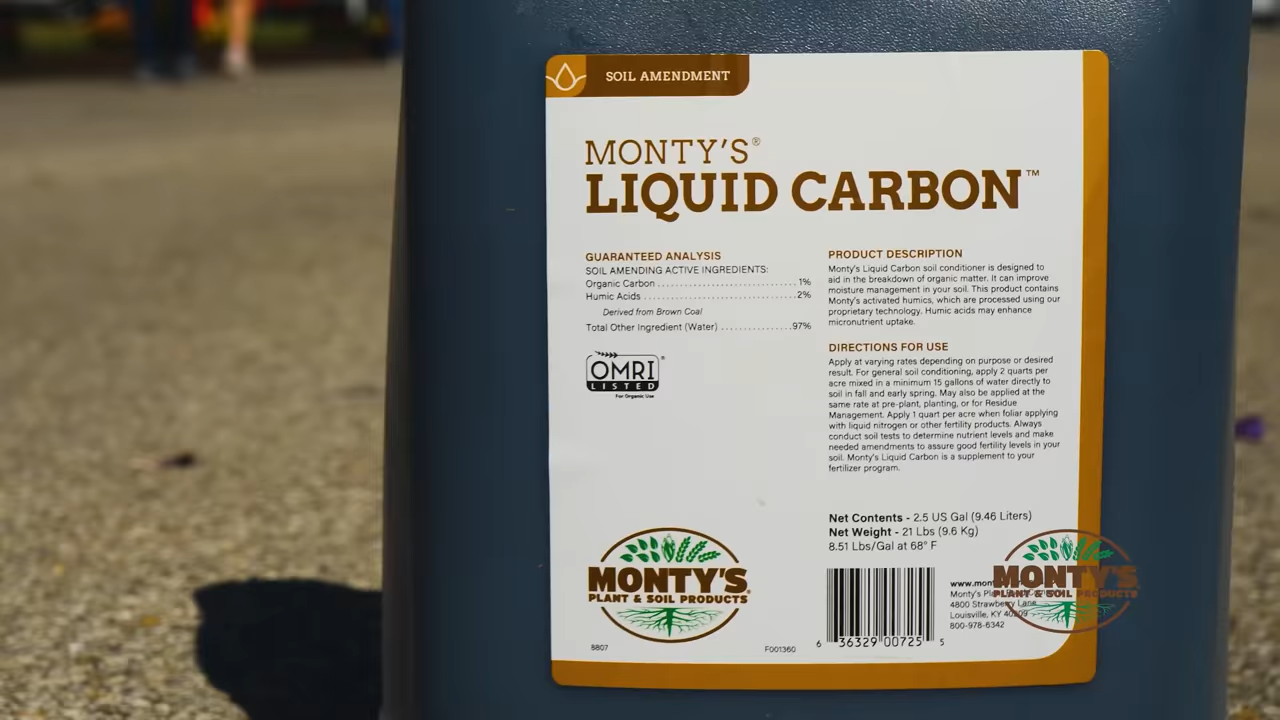 SOIL AMENDMENT
MONTY'S®
LIQUID CARBON™
GUARANTEED ANALYSIS
SOIL AMENDING ACTIVE INGREDIENTS:
Organic Carbon ................................ 1%
Humic Acids ................................ 2%
Derived from Brown Coal
Total Other Ingredient (Water) ............... 97%
OMRI®
LISTED
For Organic Use
PRODUCT DESCRIPTION
Monty's Liquid Carbon soil conditioner is designed to
aid in the breakdown of organic matter. It can improve
moisture management in your soil. This product contains
Monty's activated humics, which are processed using our
proprietary technology. Humic acids may enhance
micronutrient uptake.
DIRECTIONS FOR USE
Apply at varying rates depending on purpose or desired
result. For general soil conditioning, apply 2 quarts per
acre mixed in a minimum 15 gallons of water directly to
soil in fall and early spring. May also be applied at the
same rate at pre-plant, planting, or for Residue
Management. Apply 1 quart per acre when foliar applying
with liquid nitrogen or other fertility products. Always
conduct soil tests to determine nutrient levels and make
needed amendments to assure good fertility levels in your
soil. Monty's Liquid Carbon is a supplement to your
fertilizer program.
Net Contents - 2.5 US Gal (9.46 Liters)
Net Weight - 21 Lbs (9.6 Kg)
8.51 Lbs/Gal at 68° F
MONTY'S®
PLANT & SOIL PRODUCTS
8807
F001360
6 36329 00725 5
Monty's
4800 Strawberry Lane
Louisville, KY 40209
800-978-6342
MONTY'S
PLANT & SOIL PRODUCTS